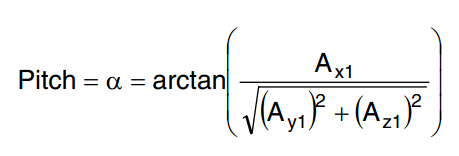 Pitch = α = arctan( A_x1 / √((A_y1)² + (A_z1)²) )